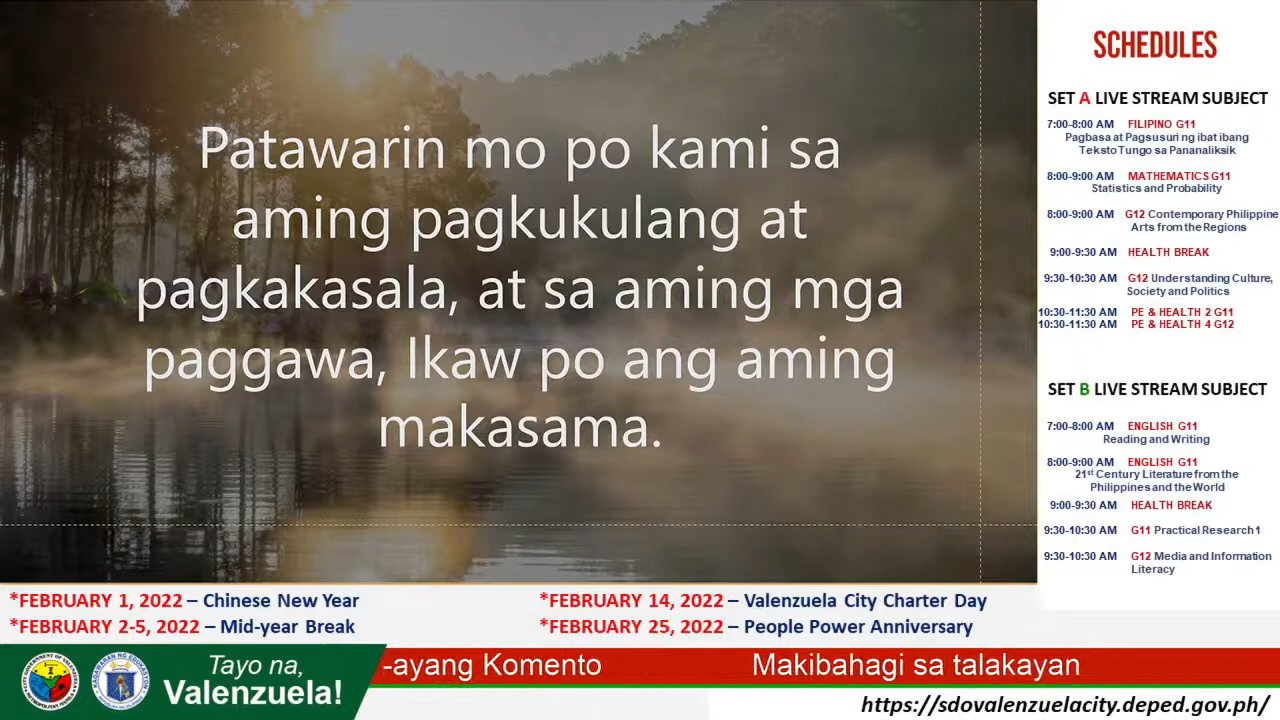 Patawarin mo po kami sa
aming pagkukulang at
pagkakasala, at sa aming mga
paggawa, Ikaw po ang aming
makasama.
SCHEDULES
SET A LIVE STREAM SUBJECT
7:00-8:00 AM FILIPINO G11
Pagbasa at Pagsusuri ng ibat ibang
Teksto Tungo sa Pananaliksik
8:00-9:00 AM MATHEMATICS G11
Statistics and Probability
8:00-9:00 AM G12 Contemporary Philippine
Arts from the Regions
9:00-9:30 AM HEALTH BREAK
9:30-10:30 AM G12 Understanding Culture,
Society and Politics
10:30-11:30 AM PE & HEALTH 2 G11
10:30-11:30 AM PE & HEALTH 4 G12
SET B LIVE STREAM SUBJECT
7:00-8:00 AM ENGLISH G11
Reading and Writing
8:00-9:00 AM ENGLISH G11
21st Century Literature from the
Philippines and the World
9:00-9:30 AM HEALTH BREAK
9:30-10:30 AM G11 Practical Research 1
9:30-10:30 AM G12 Media and Information
Literacy
*FEBRUARY 1, 2022 – Chinese New Year
*FEBRUARY 2-5, 2022 – Mid-year Break
*FEBRUARY 14, 2022 – Valenzuela City Charter Day
*FEBRUARY 25, 2022 – People Power Anniversary
Tayo na,
Valenzuela!
-ayang Komento Makibahagi sa talakayan
https://sdovalenzuelacity.deped.gov.ph/